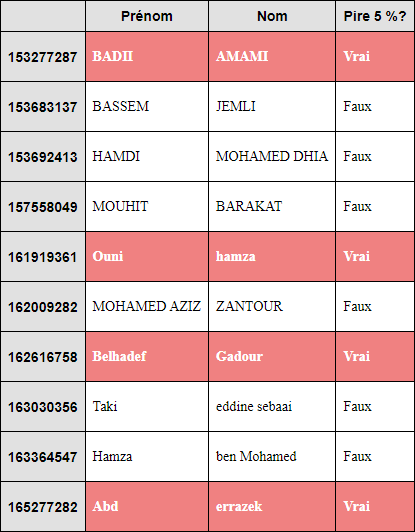 Prénom Nom Pire 5 %?
153277287 BADII AMAMI Vrai
153683137 BASSEM JEMLI Faux
153692413 HAMDI MOHAMED DHIA Faux
157558049 MOUHIT BARAKAT Faux
161919361 Ouni hamza Vrai
162009282 MOHAMED AZIZ ZANTOUR Faux
162616758 Belhadef Gadour Vrai
163030356 Taki eddine sebaai Faux
163364547 Hamza ben Mohamed Faux
165277282 Abd errazek Vrai